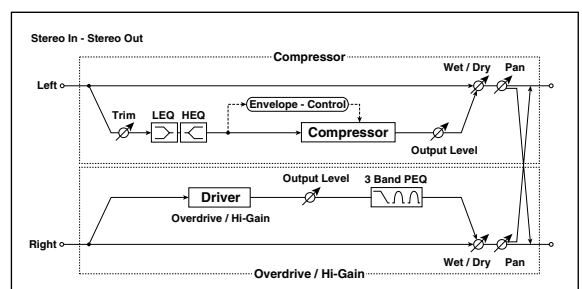 Stereo In - Stereo Out
Compressor
Wet / Dry Pan
Left
Trim LEQ HEQ Envelope - Control
Compressor
Output Level
Output Level 3 Band PEQ
Driver
Overdrive / Hi-Gain
Right
Wet / Dry Pan
Overdrive / Hi-Gain